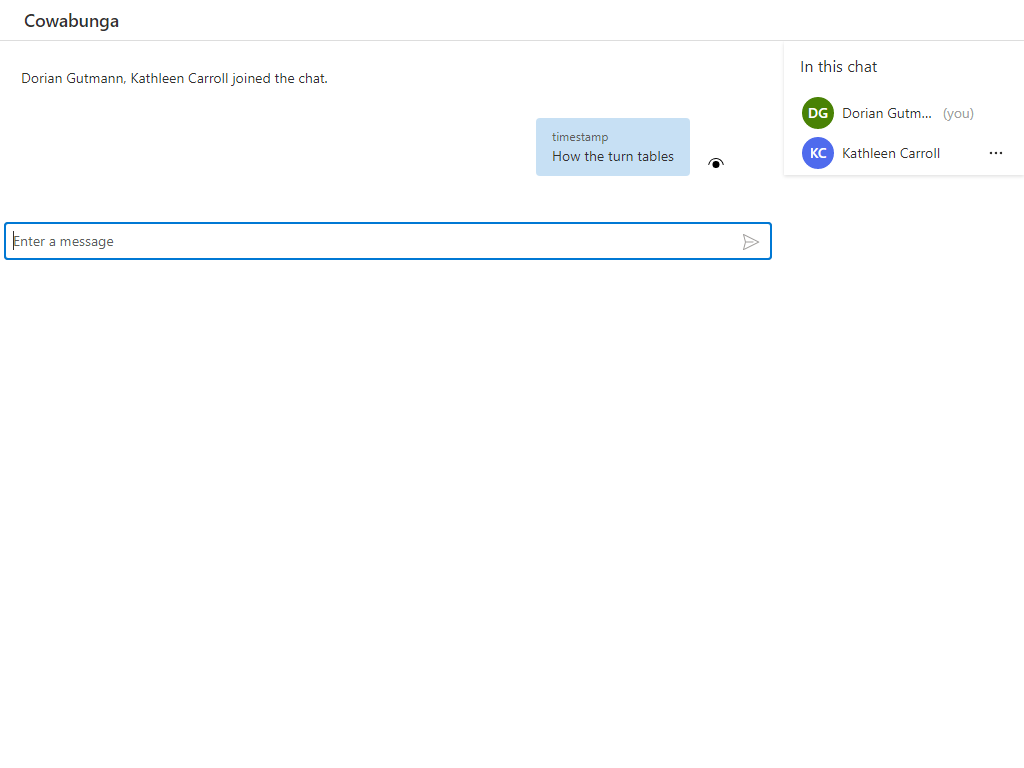 Cowabunga
Dorian Gutmann, Kathleen Carroll joined the chat.
timestamp
How the turn tables
Enter a message
In this chat
DG Dorian Gutm... (you)
KC Kathleen Carroll